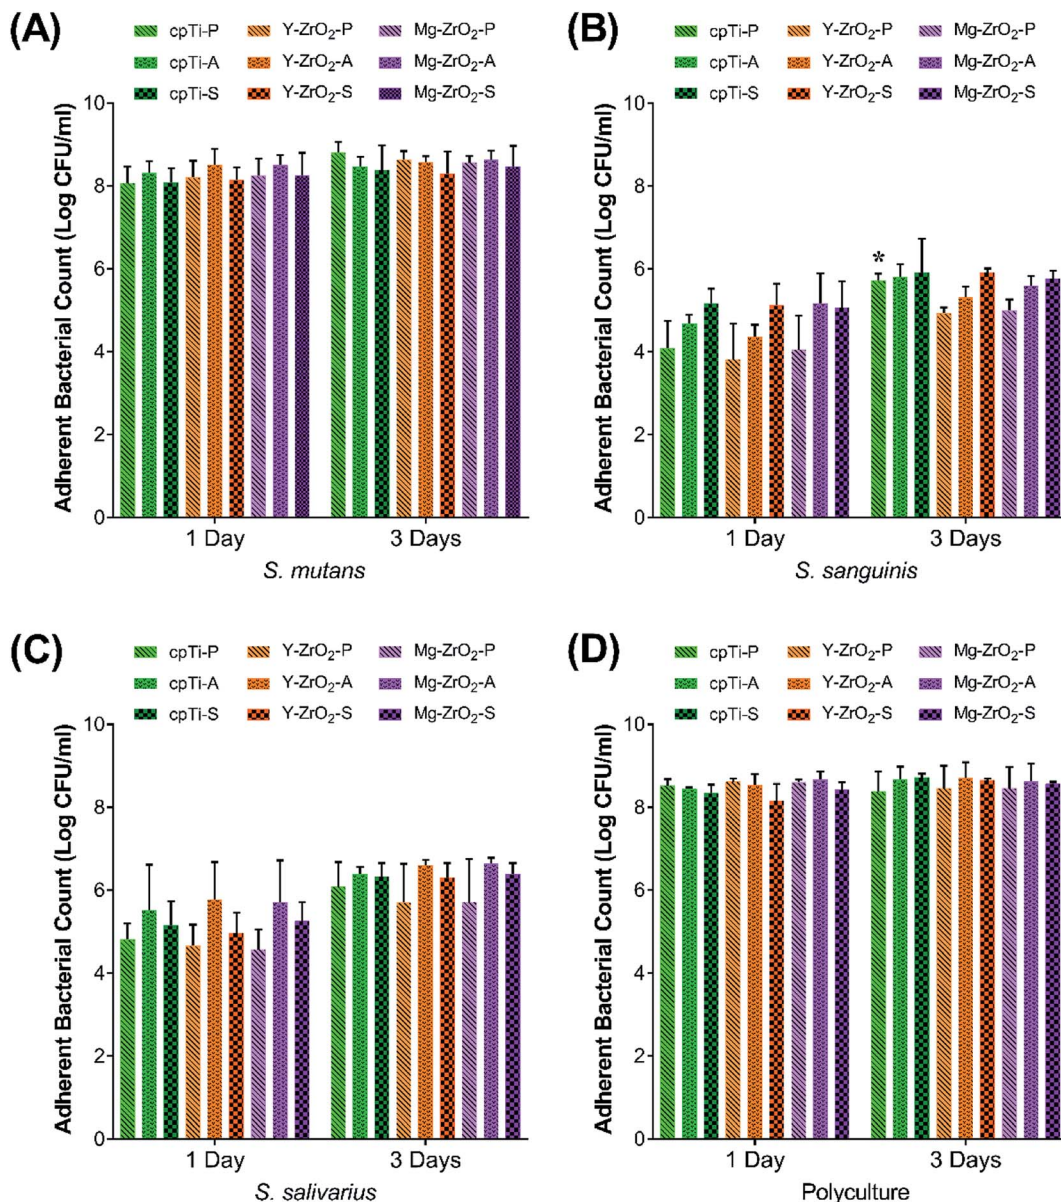 (A)
cpTi-P Y-ZrO₂-P Mg-ZrO₂-P
cpTi-A Y-ZrO₂-A Mg-ZrO₂-A
cpTi-S Y-ZrO₂-S Mg-ZrO₂-S
Adherent Bacterial Count (Log CFU/ml)
10
8
6
4
2
0
1 Day 3 Days
S. mutans
(B)
cpTi-P Y-ZrO₂-P Mg-ZrO₂-P
cpTi-A Y-ZrO₂-A Mg-ZrO₂-A
cpTi-S Y-ZrO₂-S Mg-ZrO₂-S
Adherent Bacterial Count (Log CFU/ml)
10
8
6
4
2
0
*
1 Day 3 Days
S. sanguinis
(C)
cpTi-P Y-ZrO₂-P Mg-ZrO₂-P
cpTi-A Y-ZrO₂-A Mg-ZrO₂-A
cpTi-S Y-ZrO₂-S Mg-ZrO₂-S
Adherent Bacterial Count (Log CFU/ml)
10
8
6
4
2
0
1 Day 3 Days
S. salivarius
(D)
cpTi-P Y-ZrO₂-P Mg-ZrO₂-P
cpTi-A Y-ZrO₂-A Mg-ZrO₂-A
cpTi-S Y-ZrO₂-S Mg-ZrO₂-S
Adherent Bacterial Count (Log CFU/ml)
10
8
6
4
2
0
1 Day 3 Days
Polyculture